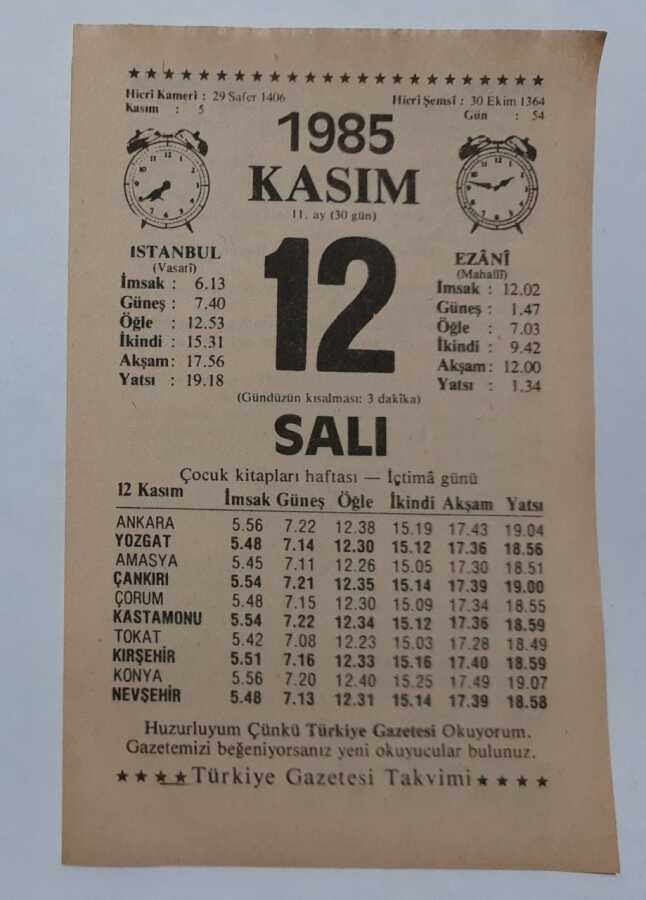 Hicrî Kamerî : 29 Safer 1406
Kasım : 5
Hicrî Şemsî : 30 Ekim 1364
Gün : 54
1985
KASIM
11. ay (30 gün)
12
ISTANBUL
(Vasatî)
İmsak : 6.13
Güneş : 7.40
Öğle : 12.53
İkindi : 15.31
Akşam: 17.56
Yatsı : 19.18
EZÂNÎ
(Mahallî)
İmsak : 12.02
Güneş : 1.47
Öğle : 7.03
İkindi : 9.42
Akşam: 12.00
Yatsı : 1.34
(Gündüzün kısalması: 3 dakîka)
SALI
Çocuk kitapları haftası — İçtimâ günü
12 Kasım İmsak Güneş Öğle İkindi Akşam Yatsı
ANKARA 5.56 7.22 12.38 15.19 17.43 19.04
YOZGAT 5.48 7.14 12.30 15.12 17.36 18.56
AMASYA 5.45 7.11 12.26 15.05 17.30 18.51
ÇANKIRI 5.54 7.21 12.35 15.14 17.39 19.00
ÇORUM 5.48 7.15 12.30 15.09 17.34 18.55
KASTAMONU 5.54 7.22 12.34 15.12 17.36 18.59
TOKAT 5.42 7.08 12.23 15.03 17.28 18.49
KIRŞEHİR 5.51 7.16 12.33 15.16 17.40 18.59
KONYA 5.56 7.20 12.40 15.25 17.49 19.07
NEVŞEHİR 5.48 7.13 12.31 15.14 17.39 18.58
Huzurluyum Çünkü Türkiye Gazetesi Okuyorum.
Gazetemizi beğeniyorsanız yeni okuyucular bulunuz.
★★★★Türkiye Gazetesi Takvimi★★★★